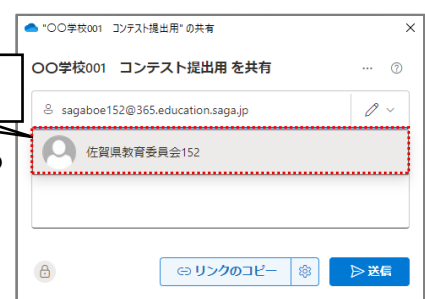 "〇〇学校001　コンテスト提出用" の共有
〇〇学校001　コンテスト提出用 を共有
sagaboe152@365.education.saga.jp
佐賀県教育委員会152
リンクのコピー
送信